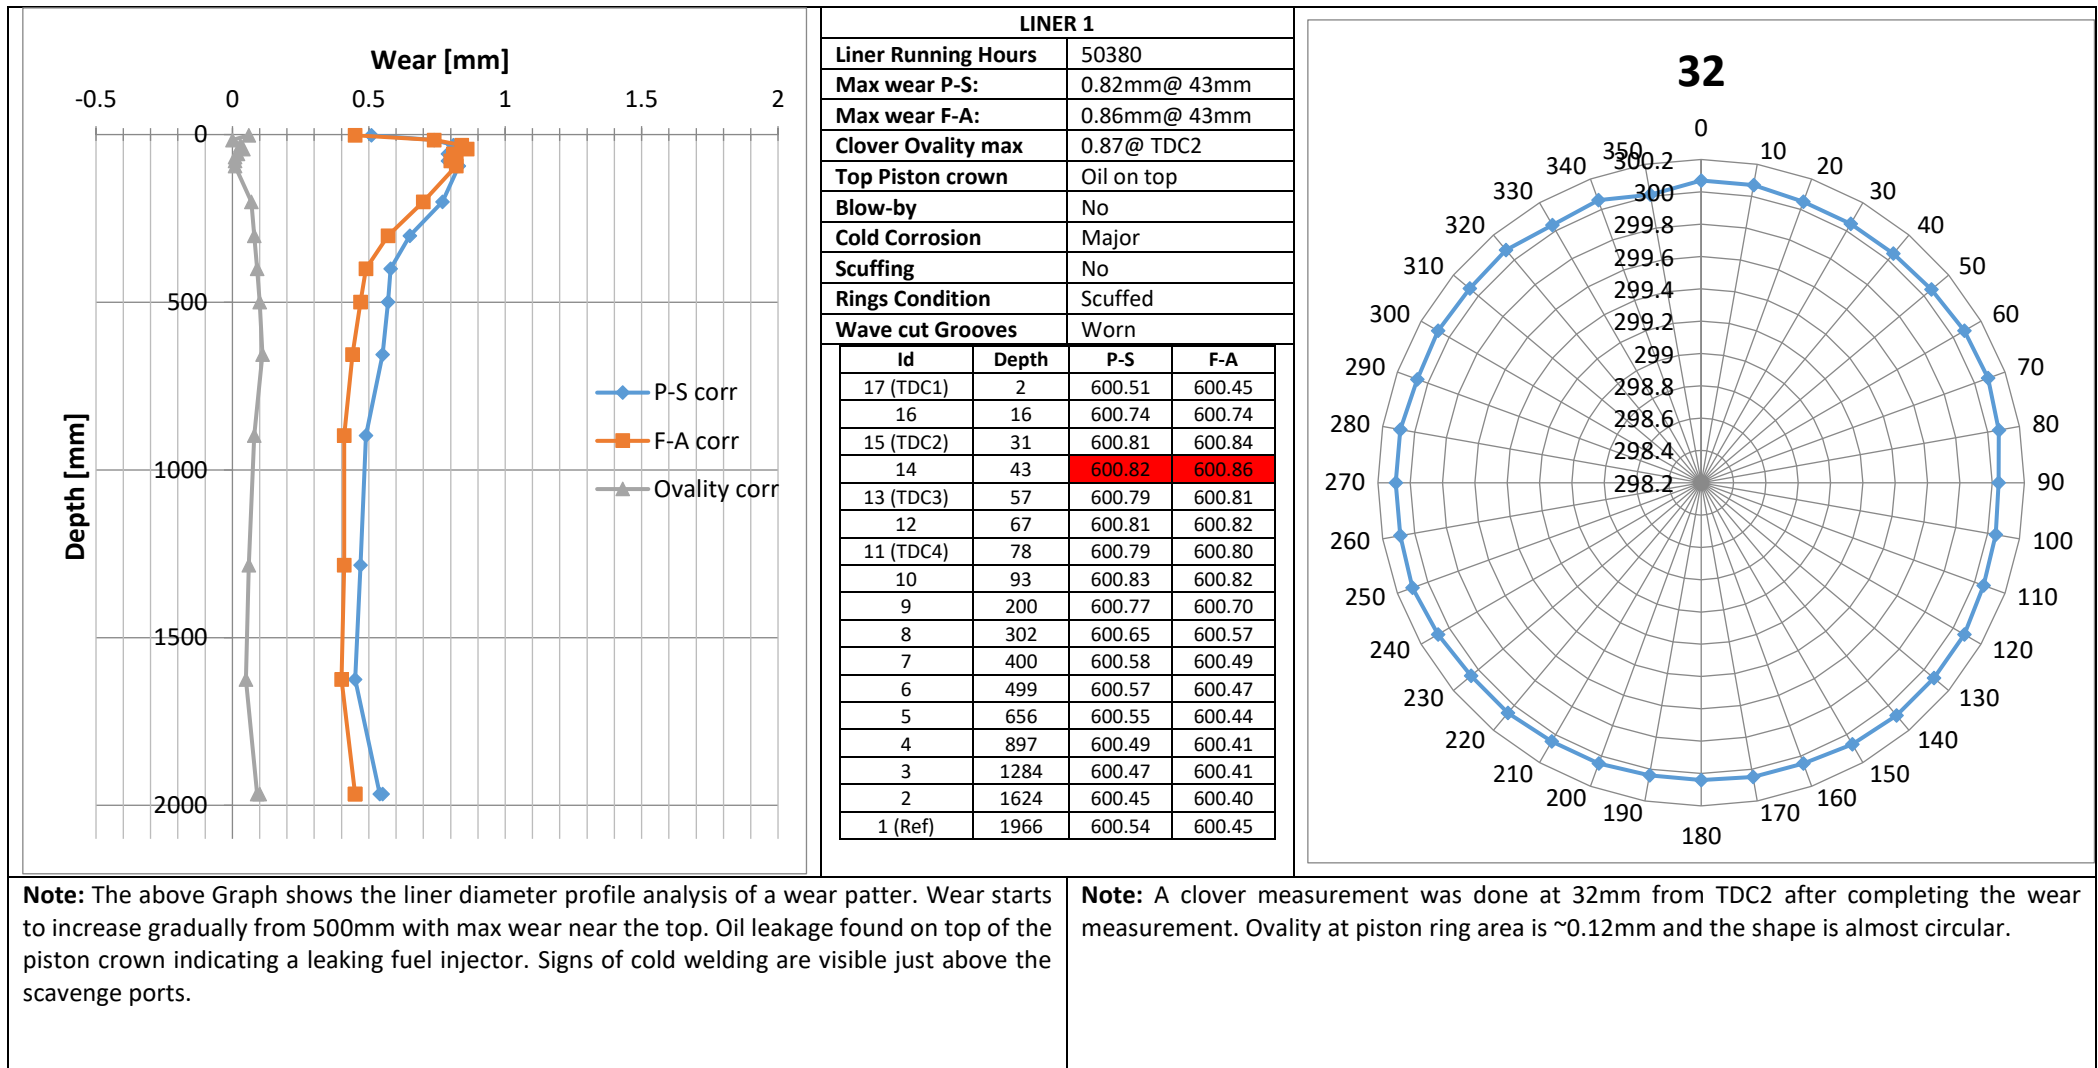 Wear [mm]
-0.5 0 0.5 1 1.5 2
0
500
1000
1500
2000
Depth [mm]
P-S corr
F-A corr
Ovality corr
LINER 1
Liner Running Hours 50380
Max wear P-S: 0.82mm@ 43mm
Max wear F-A: 0.86mm@ 43mm
Clover Ovality max 0.87@ TDC2
Top Piston crown Oil on top
Blow-by No
Cold Corrosion Major
Scuffing No
Rings Condition Scuffed
Wave cut Grooves Worn
Id Depth P-S F-A
17 (TDC1) 2 600.51 600.45
16 16 600.74 600.74
15 (TDC2) 31 600.81 600.84
14 43 600.82 600.86
13 (TDC3) 57 600.79 600.81
12 67 600.81 600.82
11 (TDC4) 78 600.79 600.80
10 93 600.83 600.82
9 200 600.77 600.70
8 302 600.65 600.57
7 400 600.58 600.49
6 499 600.57 600.47
5 656 600.55 600.44
4 897 600.49 600.41
3 1284 600.47 600.41
2 1624 600.45 600.40
1 (Ref) 1966 600.54 600.45
32
0
10
20
30
40
50
60
70
80
90
100
110
120
130
140
150
160
170
180
190
200
210
220
230
240
250
260
270
280
290
300
310
320
330
340
350
300.2
300
299.8
299.6
299.4
299.2
299
298.8
298.6
298.4
298.2
Note: The above Graph shows the liner diameter profile analysis of a wear patter. Wear starts
to increase gradually from 500mm with max wear near the top. Oil leakage found on top of the
piston crown indicating a leaking fuel injector. Signs of cold welding are visible just above the
scavenge ports.
Note: A clover measurement was done at 32mm from TDC2 after completing the wear
measurement. Ovality at piston ring area is ~0.12mm and the shape is almost circular.